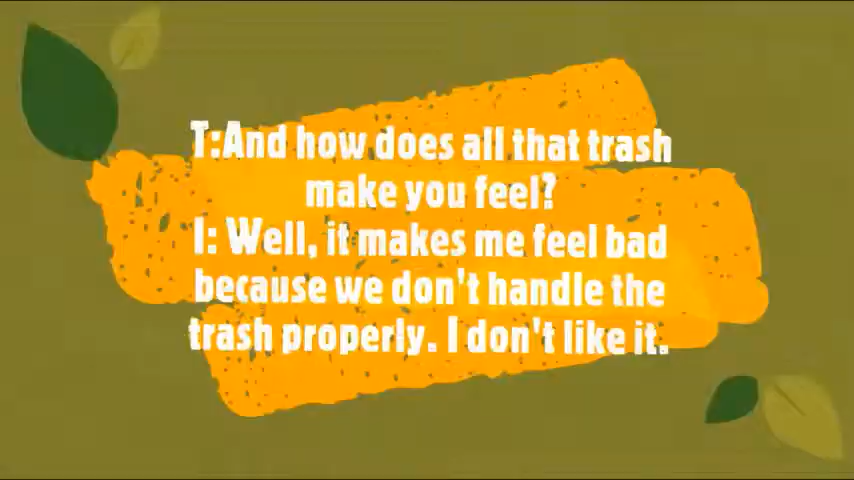 T:And how does all that trash
make you feel?
I: Well, it makes me feel bad
because we don't handle the
trash properly. I don't like it.